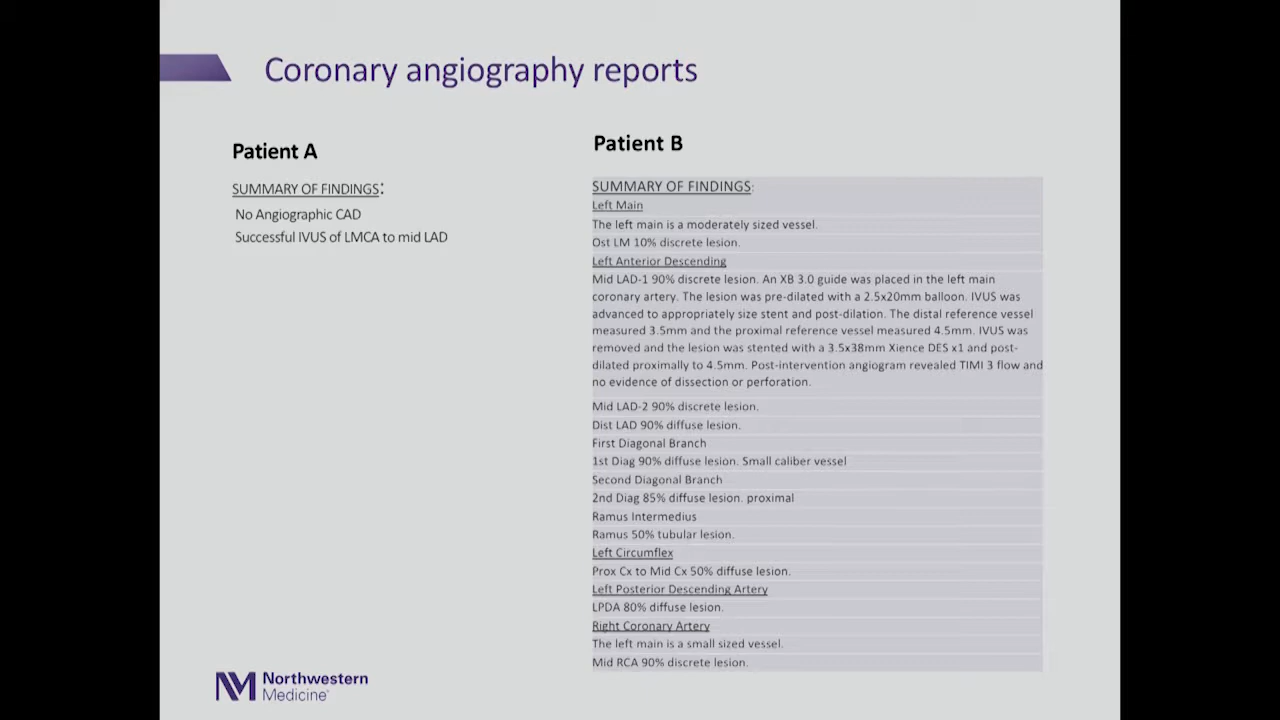 Coronary angiography reports
Patient A
SUMMARY OF FINDINGS:
No Angiographic CAD
Successful IVUS of LMCA to mid LAD
Patient B
SUMMARY OF FINDINGS:
Left Main
The left main is a moderately sized vessel.
Ost LM 10% discrete lesion.
Left Anterior Descending
Mid LAD-1 90% discrete lesion. An XB 3.0 guide was placed in the left main
coronary artery. The lesion was pre-dilated with a 2.5x20mm balloon. IVUS was
advanced to appropriately size stent and post-dilation. The distal reference vessel
measured 3.5mm and the proximal reference vessel measured 4.5mm. IVUS was
removed and the lesion was stented with a 3.5x38mm Xience DES x1 and post-
dilated proximally to 4.5mm. Post-intervention angiogram revealed TIMI 3 flow and
no evidence of dissection or perforation.
Mid LAD-2 90% discrete lesion.
Dist LAD 90% diffuse lesion.
First Diagonal Branch
1st Diag 90% diffuse lesion. Small caliber vessel
Second Diagonal Branch
2nd Diag 85% diffuse lesion. proximal
Ramus Intermedius
Ramus 50% tubular lesion.
Left Circumflex
Prox Cx to Mid Cx 50% diffuse lesion.
Left Posterior Descending Artery
LPDA 80% diffuse lesion.
Right Coronary Artery
The left main is a small sized vessel.
Mid RCA 90% discrete lesion.
Northwestern
Medicine